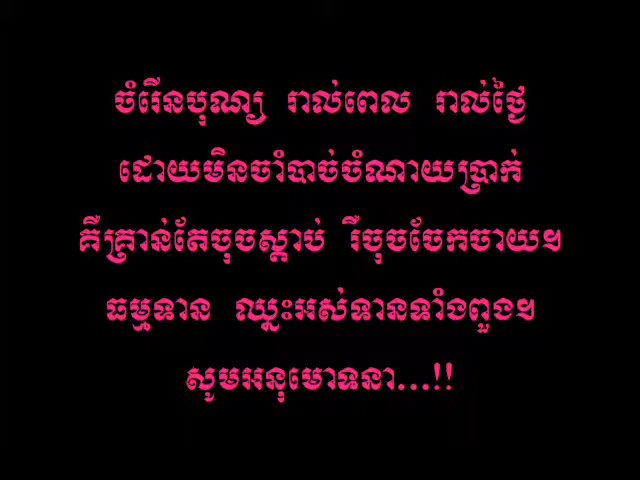 ចំរើនបុណ្យ រាល់ពេល រាល់ថ្ងៃ
ដោយមិនចាំបាច់ចំណាយប្រាក់
គឺគ្រាន់តែចុចស្តាប់ រឺចុចចែកចាយ។
ធម្មទាន ឈ្នះអស់ទានទាំងពួង។
សូមអនុមោទនា...!!